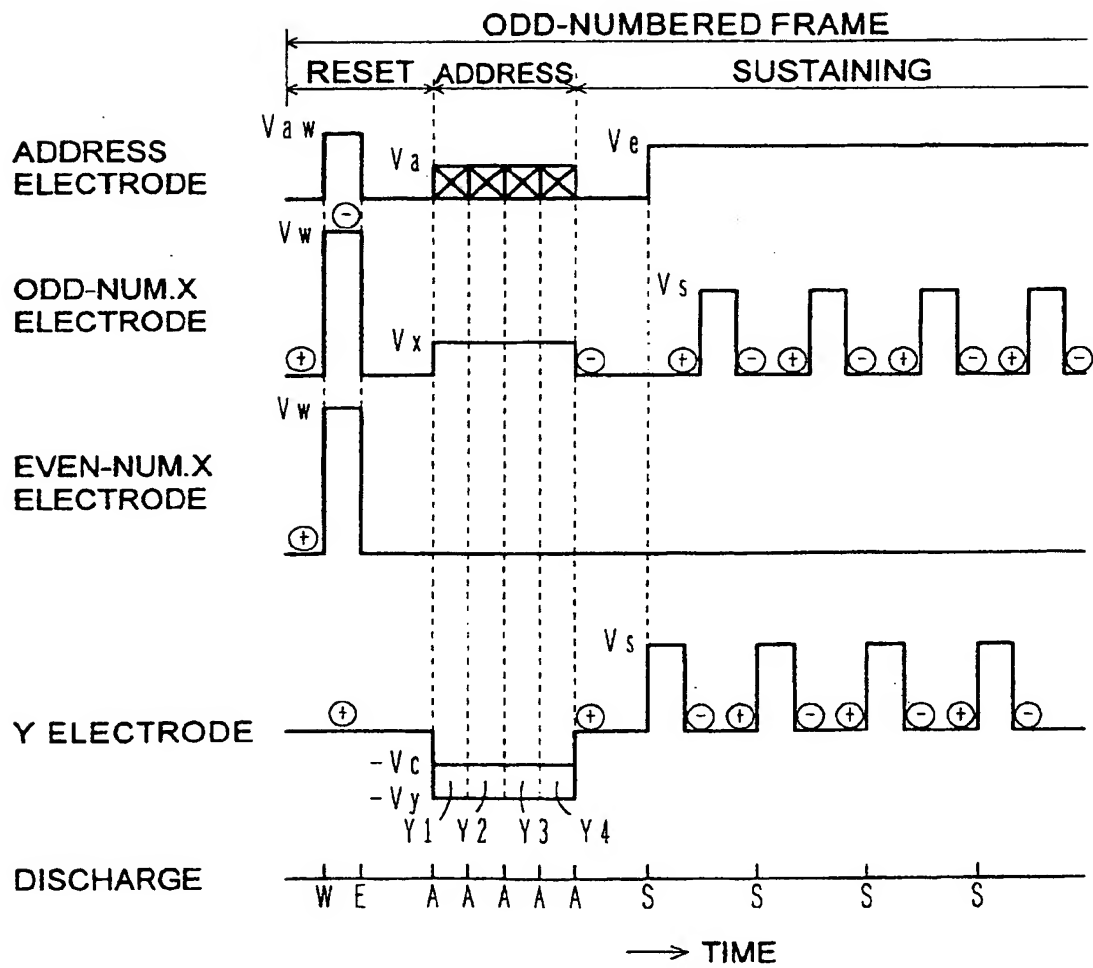 ODD-NUMBERED FRAME
RESET ADDRESS SUSTAINING
Vaw
ADDRESS
ELECTRODE
Va
Ve
−
Vw
ODD-NUM.X
ELECTRODE
Vs
Vx
+ − + − + − + − + −
Vw
EVEN-NUM.X
ELECTRODE
+
Vs
Y ELECTRODE
+ + − + − + − + −
-Vc
-Vy
Y1 Y2 Y3 Y4
DISCHARGE
W E A A A A A S S S S
→ TIME